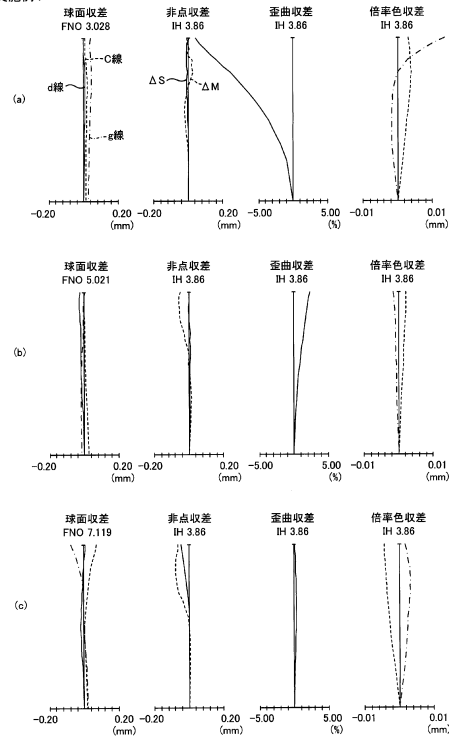 球面収差 非点収差 歪曲収差 倍率色収差
FNO 3.028 IH 3.86 IH 3.86 IH 3.86
(a)
C線
d線
g線
ΔS
ΔM
-0.20 0.20 -0.20 0.20 -5.00 5.00 -0.01 0.01
(mm) (mm) (%) (mm)
球面収差 非点収差 歪曲収差 倍率色収差
FNO 5.021 IH 3.86 IH 3.86 IH 3.86
(b)
-0.20 0.20 -0.20 0.20 -5.00 5.00 -0.01 0.01
(mm) (mm) (%) (mm)
球面収差 非点収差 歪曲収差 倍率色収差
FNO 7.119 IH 3.86 IH 3.86 IH 3.86
(c)
-0.20 0.20 -0.20 0.20 -5.00 5.00 -0.01 0.01
(mm) (mm) (%) (mm)